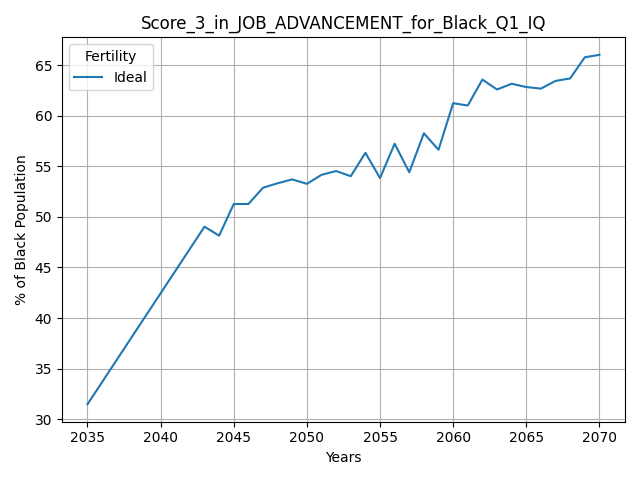 Score_3_in_JOB_ADVANCEMENT_for_Black_Q1_IQ
Fertility
Ideal
% of Black Population
65
60
55
50
45
40
35
30
2035 2040 2045 2050 2055 2060 2065 2070
Years